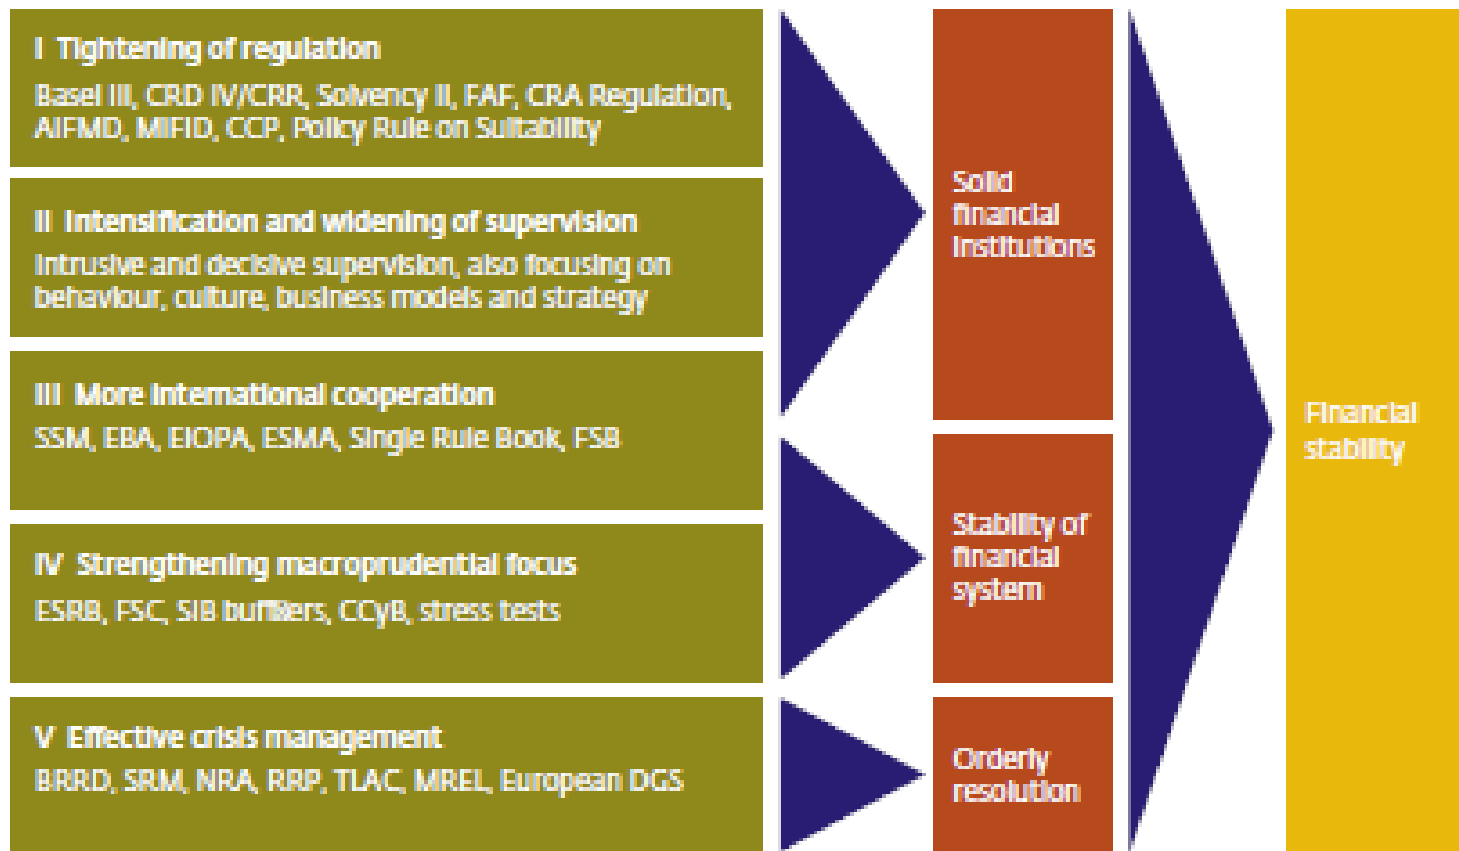 I Tightening of regulation
Basel III, CRD IV/CRR, Solvency II, FAF, CRA Regulation,
AIFMD, MIFID, CCP, Policy Rule on Suitability
II Intensification and widening of supervision
Intrusive and decisive supervision, also focusing on
behaviour, culture, business models and strategy
III More international cooperation
SSM, EBA, EIOPA, ESMA, Single Rule Book, FSB
IV Strengthening macroprudential focus
ESRB, FSC, SIB buffers, CCyB, stress tests
V Effective crisis management
BRRD, SRM, NRA, RRP, TLAC, MREL, European DGS
Solid
financial
institutions
Stability of
financial
system
Orderly
resolution
Financial
stability